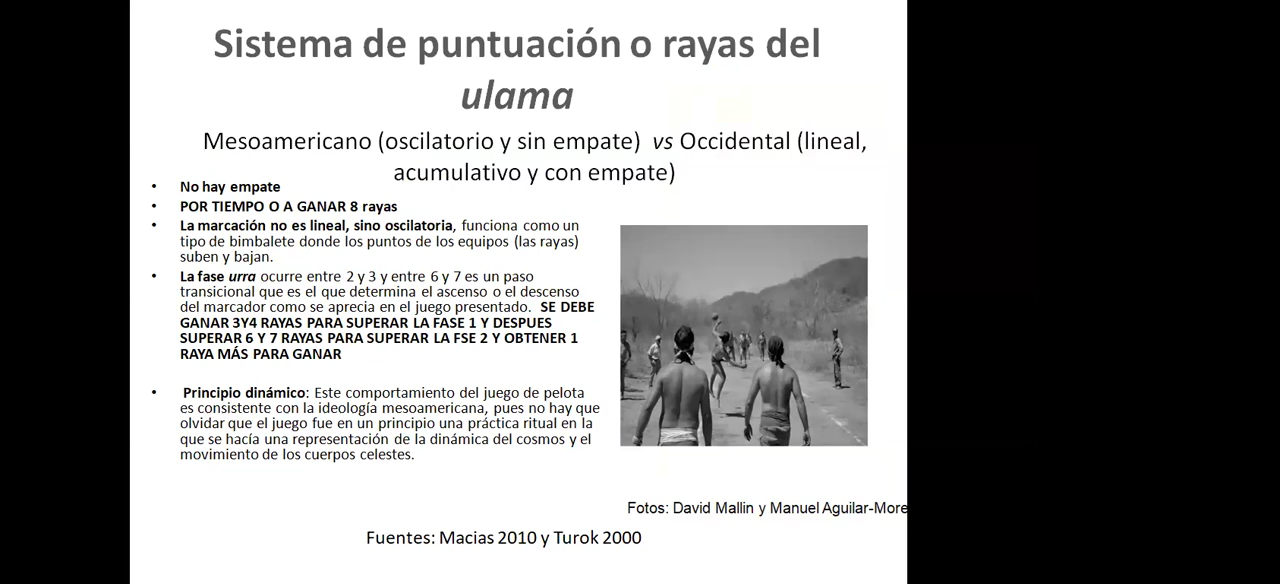 Sistema de puntuación o rayas del
ulama
Mesoamericano (oscilatorio y sin empate) vs Occidental (lineal,
acumulativo y con empate)
• No hay empate
• POR TIEMPO O A GANAR 8 rayas
• La marcación no es lineal, sino oscilatoria, funciona como un
tipo de bimbalete donde los puntos de los equipos (las rayas)
suben y bajan.
• La fase urra ocurre entre 2 y 3 y entre 6 y 7 es un paso
transicional que es el que determina el ascenso o el descenso
del marcador como se aprecia en el juego presentado. SE DEBE
GANAR 3Y4 RAYAS PARA SUPERAR LA FASE 1 Y DESPUES
SUPERAR 6 Y 7 RAYAS PARA SUPERAR LA FSE 2 Y OBTENER 1
RAYA MÁS PARA GANAR
• Principio dinámico: Este comportamiento del juego de pelota
es consistente con la ideología mesoamericana, pues no hay que
olvidar que el juego fue en un principio una práctica ritual en la
que se hacía una representación de la dinámica del cosmos y el
movimiento de los cuerpos celestes.
Fotos: David Mallin y Manuel Aguilar-More
Fuentes: Macias 2010 y Turok 2000